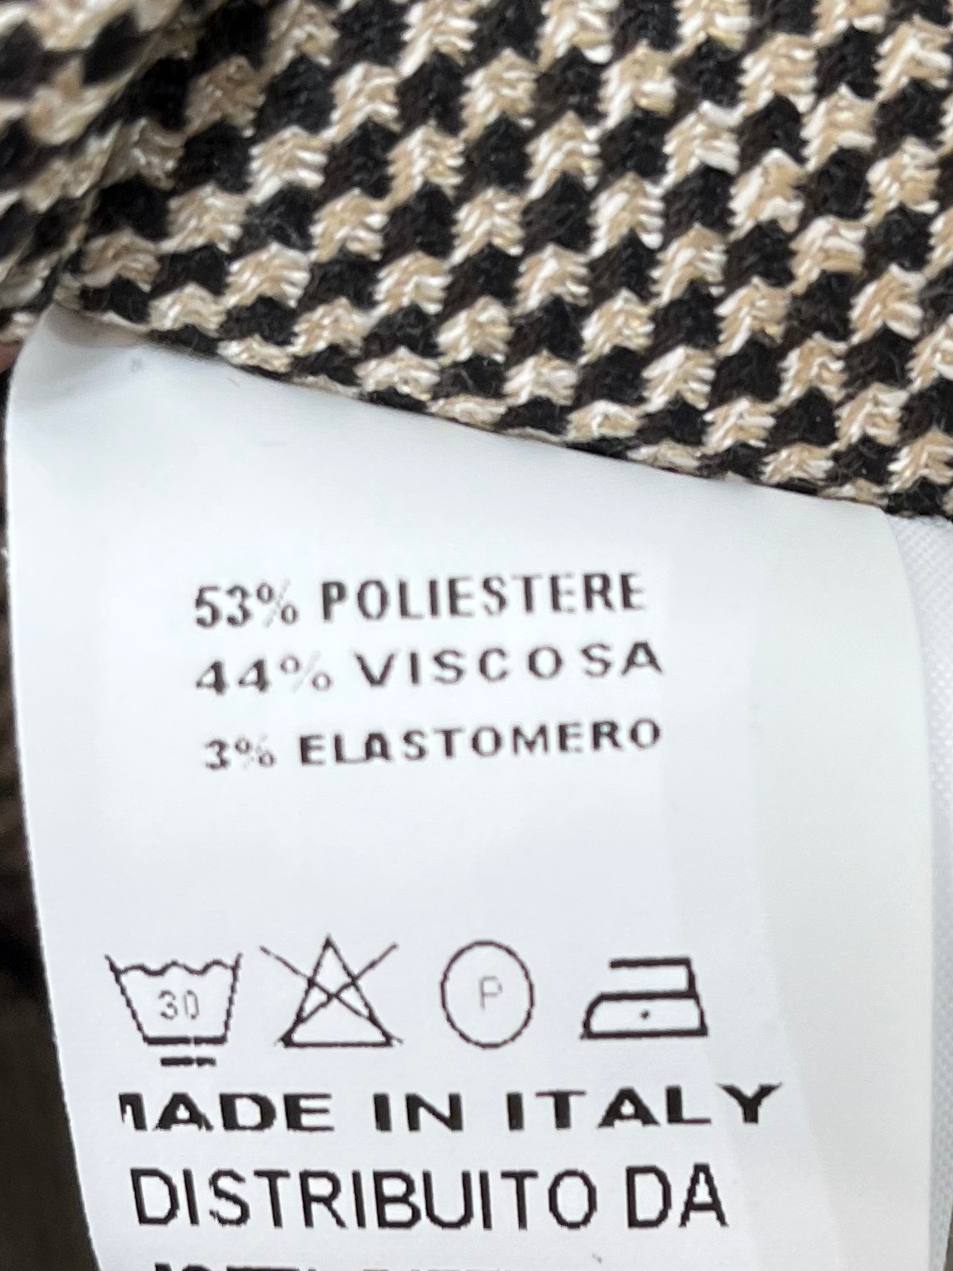 53% POLIESTERE
44% VISCOSA
3% ELASTOMERO
30
P
MADE IN ITALY
DISTRIBUITO DA